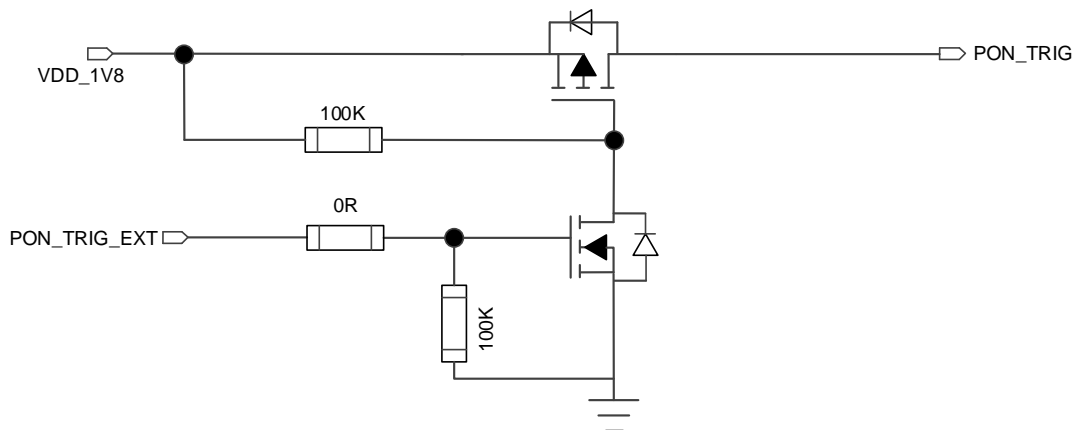 VDD_1V8
PON_TRIG
100K
0R
PON_TRIG_EXT
100K